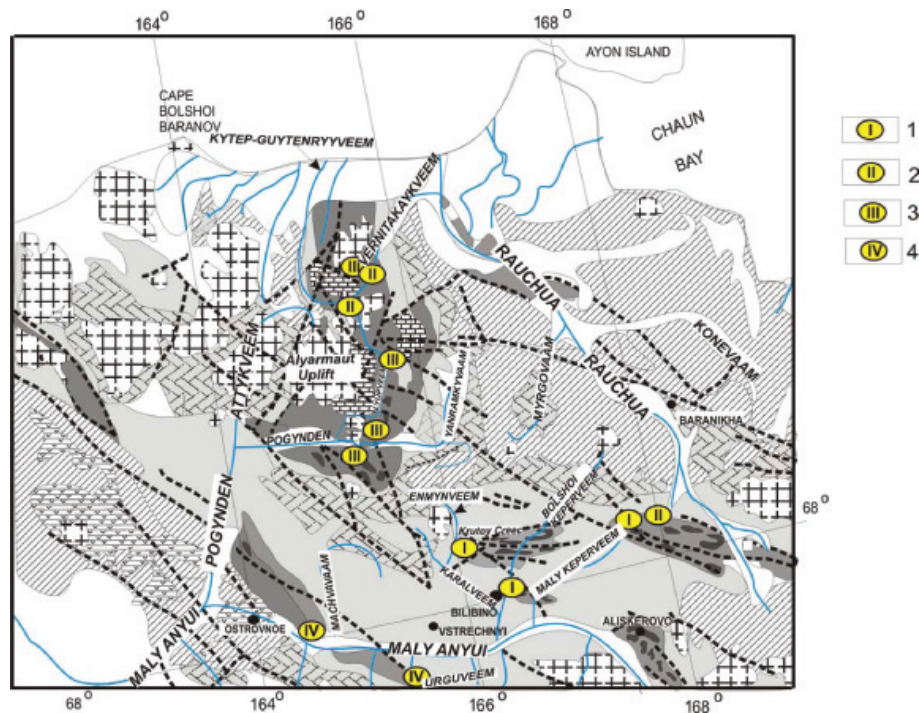 164°
166°
168°
AYON ISLAND
CAPE
BOLSHOI
BARANOV
KYTEP-GUYTENRYYVEEM
CHAUN
BAY
I 1
II 2
III 3
IV 4
VERNITAKAYKVEEM
RAUCHUA
II
II
II
ATTYKVEEM
Alyarmaut
Uplift
III
YANRAMKYVAAM
MYRGOVAAM
RAUCHUA
KONEVAAM
BARANIKHA
POGYNDEN
III
III
ENMYNVEEM
BOLSHOI
KEPERVEEM
68°
Krutoy Creec
I
I
II
POGYNDEN
MALY KEPERVEEM
KARALVEEM
I
BILIBINO
MACHVAVAAM
MALY ANYUI
OSTROVNOE
IV
VSTRECHNYI
ALISKEROVO
MALY ANYUI
IV
URGUVEEM
68°
164°
166°
168°